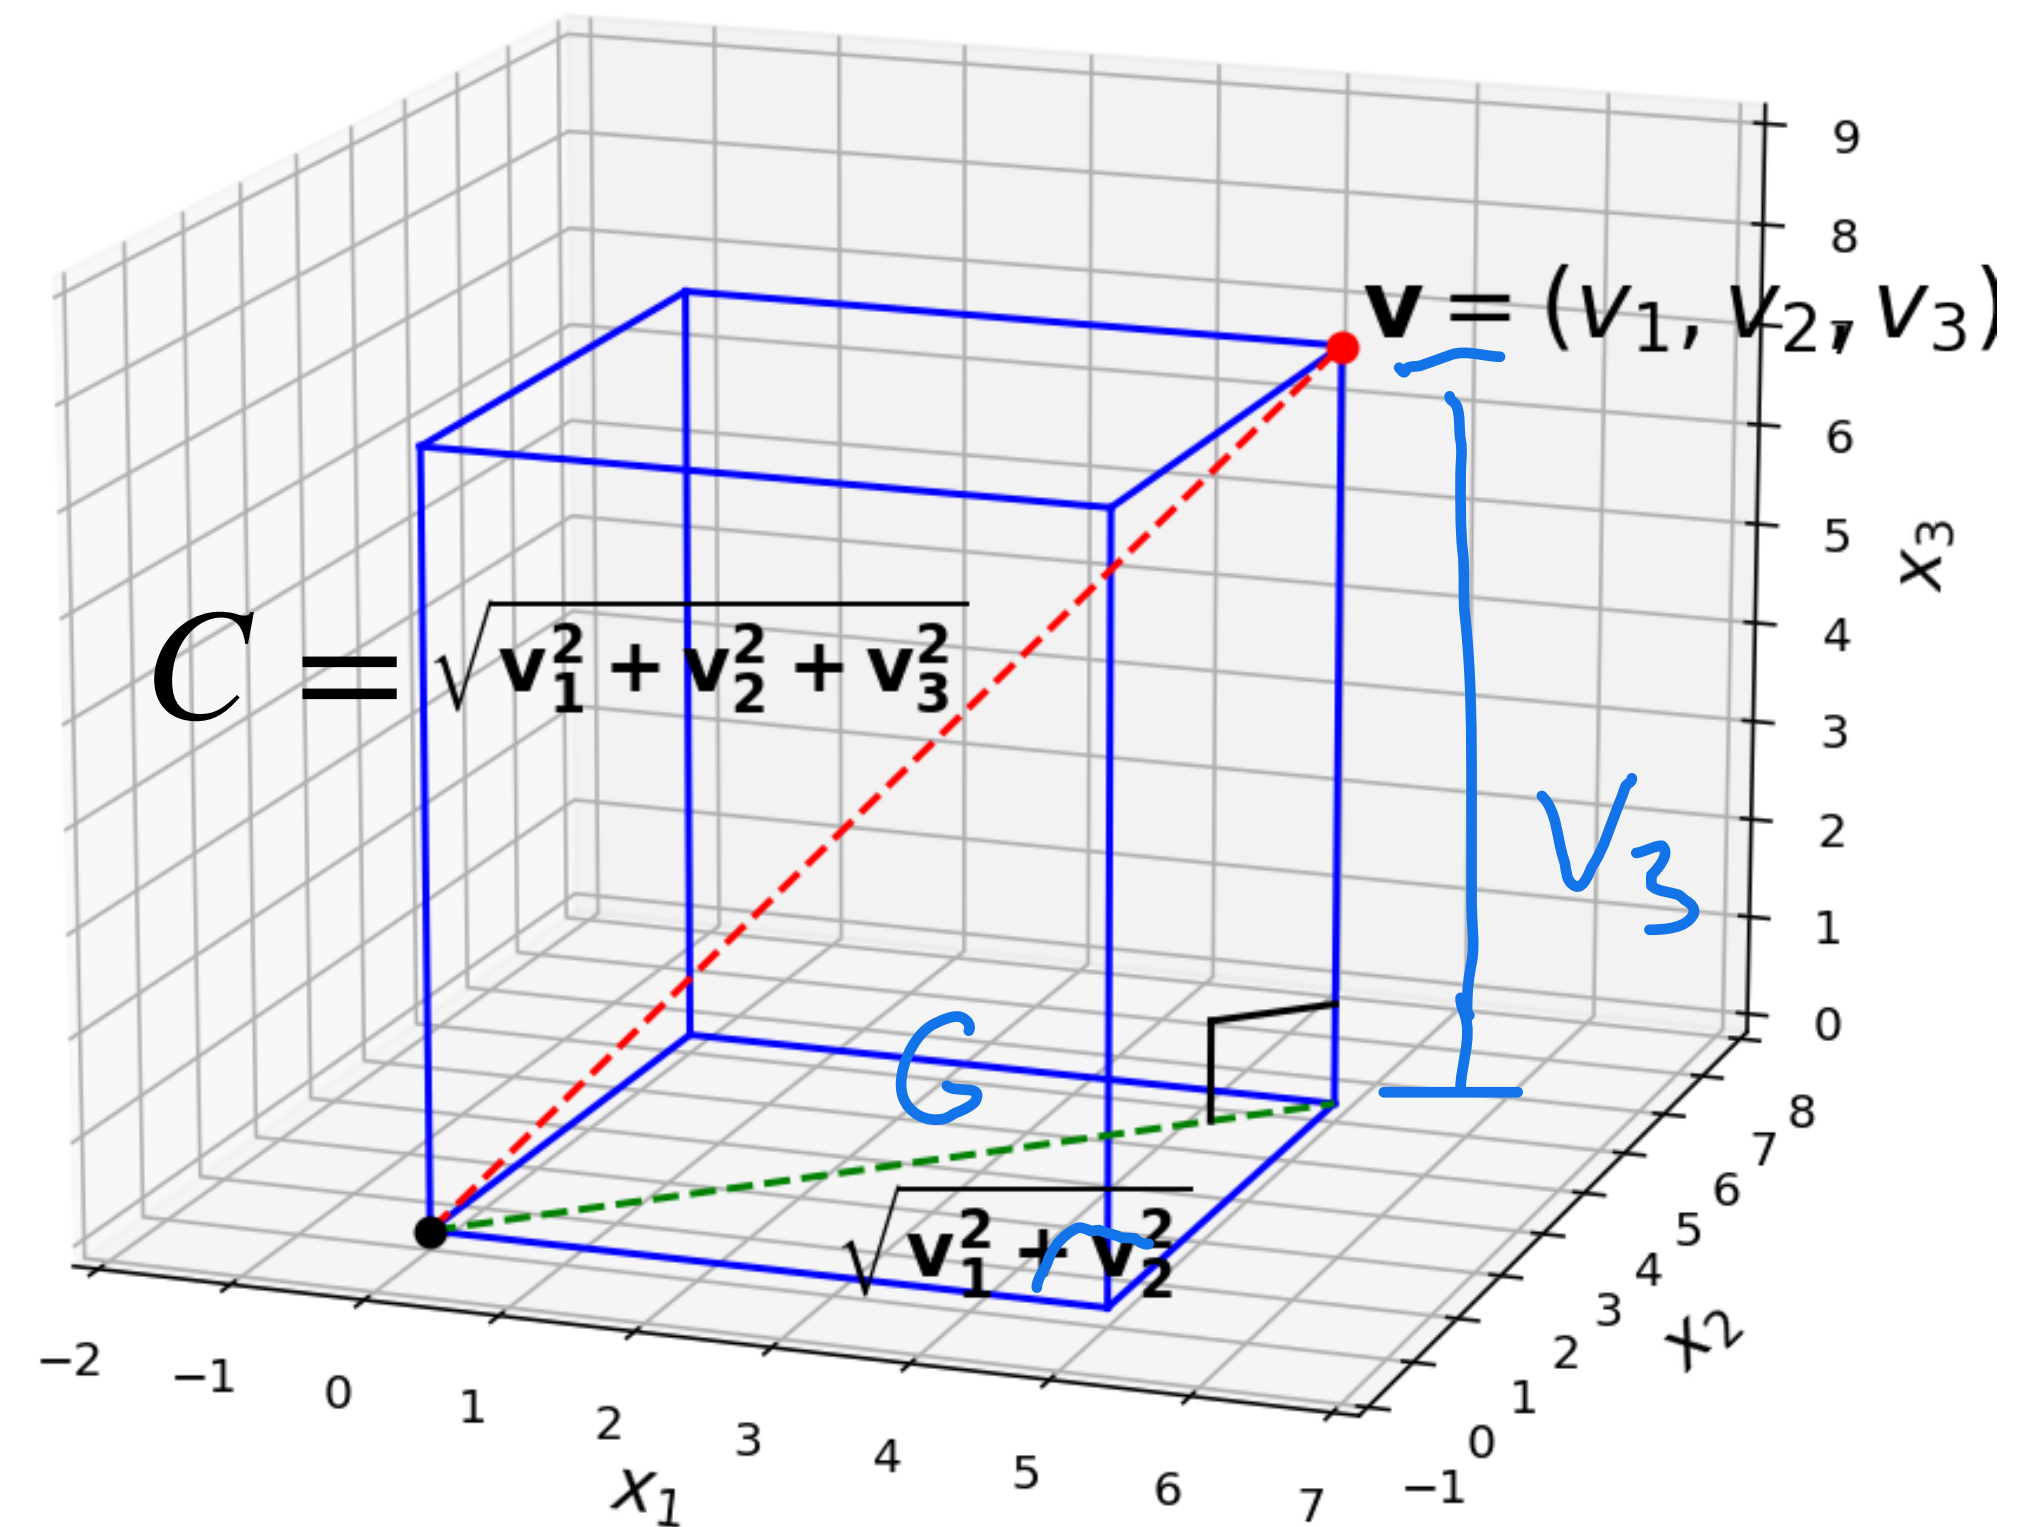 9
8
𝐯 = (v₁, v₂, v₃)
7
6
5
x₃
4
C = √(𝐯₁² + 𝐯₂² + 𝐯₃²)
3
2
V₃
1
0
G
√(𝐯₁² + 𝐯₂²)
−2 −1 0 1 2 3 4 5 6 7
x₁
−1 0 1 2 3 4 5 6 7 8
x₂